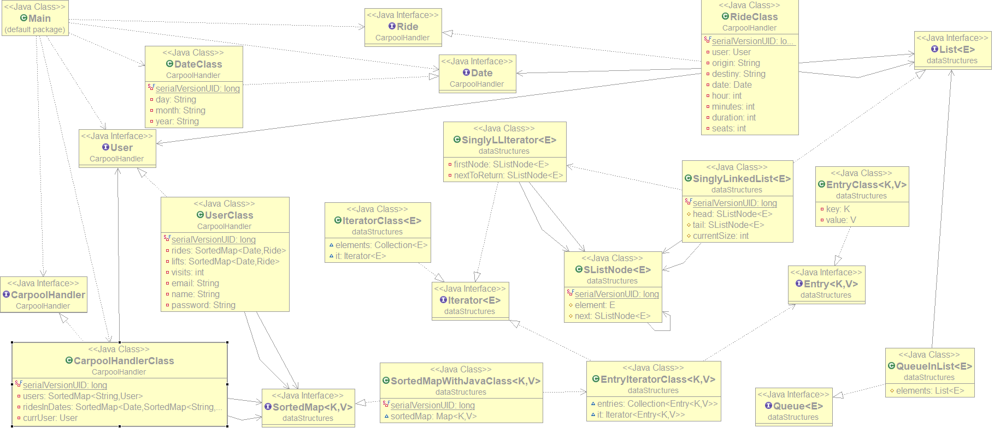 <<Java Class>>
Main
(default package)
<<Java Interface>>
Ride
CarpoolHandler
<<Java Class>>
RideClass
CarpoolHandler
serialVersionUID: lo...
user: User
origin: String
destiny: String
date: Date
hour: int
minutes: int
duration: int
seats: int
<<Java Interface>>
List<E>
dataStructures
<<Java Class>>
DateClass
CarpoolHandler
serialVersionUID: long
day: String
month: String
year: String
<<Java Interface>>
Date
CarpoolHandler
<<Java Interface>>
User
CarpoolHandler
<<Java Class>>
SinglyLLIterator<E>
dataStructures
firstNode: SListNode<E>
nextToReturn: SListNode<E>
<<Java Class>>
SinglyLinkedList<E>
dataStructures
serialVersionUID: long
head: SListNode<E>
tail: SListNode<E>
currentSize: int
<<Java Class>>
EntryClass<K,V>
dataStructures
key: K
value: V
<<Java Class>>
UserClass
CarpoolHandler
serialVersionUID: long
rides: SortedMap<Date,Ride>
lifts: SortedMap<Date,Ride>
visits: int
email: String
name: String
password: String
<<Java Class>>
IteratorClass<E>
dataStructures
elements: Collection<E>
it: Iterator<E>
<<Java Class>>
SListNode<E>
dataStructures
serialVersionUID: long
element: E
next: SListNode<E>
<<Java Interface>>
Entry<K,V>
dataStructures
<<Java Interface>>
CarpoolHandler
CarpoolHandler
<<Java Interface>>
Iterator<E>
dataStructures
<<Java Class>>
CarpoolHandlerClass
CarpoolHandler
serialVersionUID: long
users: SortedMap<String,User>
ridesInDates: SortedMap<Date,SortedMap<String,...
currUser: User
<<Java Interface>>
SortedMap<K,V>
dataStructures
<<Java Class>>
SortedMapWithJavaClass<K,V>
dataStructures
serialVersionUID: long
sortedMap: Map<K,V>
<<Java Class>>
EntryIteratorClass<K,V>
dataStructures
entries: Collection<Entry<K,V>>
it: Iterator<Entry<K,V>>
<<Java Class>>
QueueInList<E>
dataStructures
elements: List<E>
<<Java Interface>>
Queue<E>
dataStructures